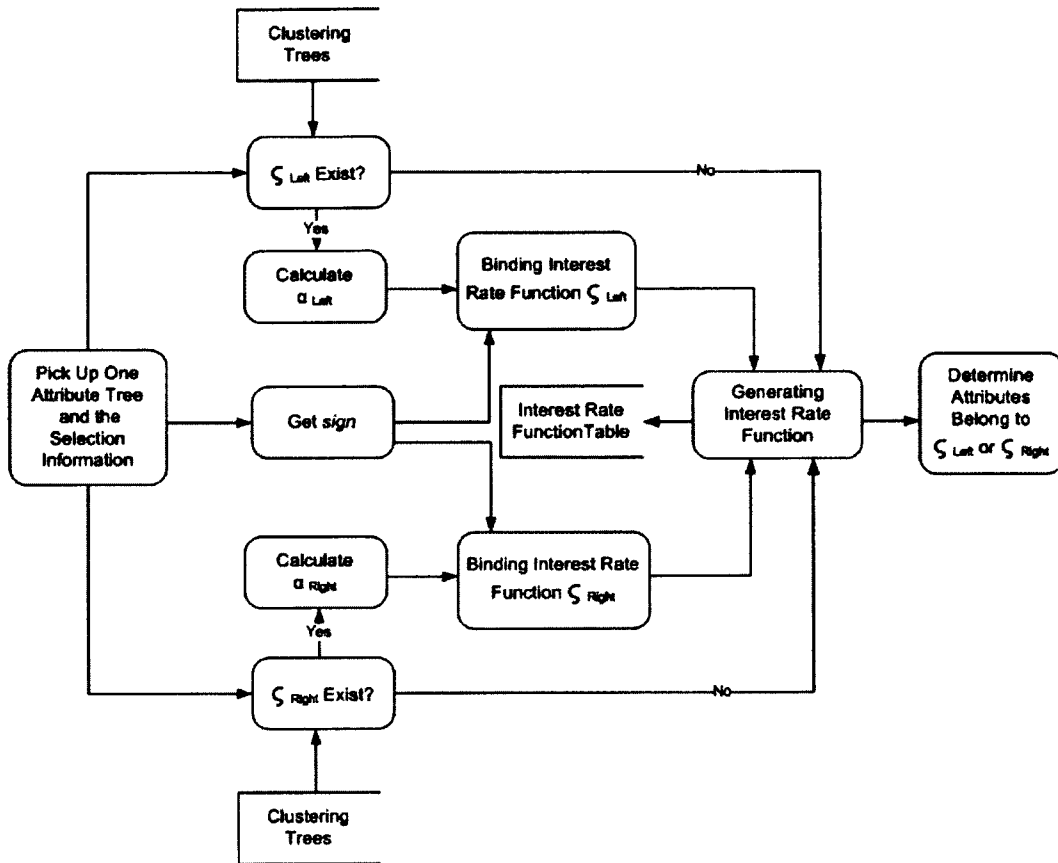 Clustering
Trees
ς Left Exist?
No
Yes
Calculate
α Left
Binding Interest
Rate Function ς Left
Pick Up One
Attribute Tree
and the
Selection
Information
Get sign
Interest Rate
FunctionTable
Generating
Interest Rate
Function
Determine
Attributes
Belong to
ς Left or ς Right
Calculate
α Right
Binding Interest Rate
Function ς Right
Yes
ς Right Exist?
No
Clustering
Trees